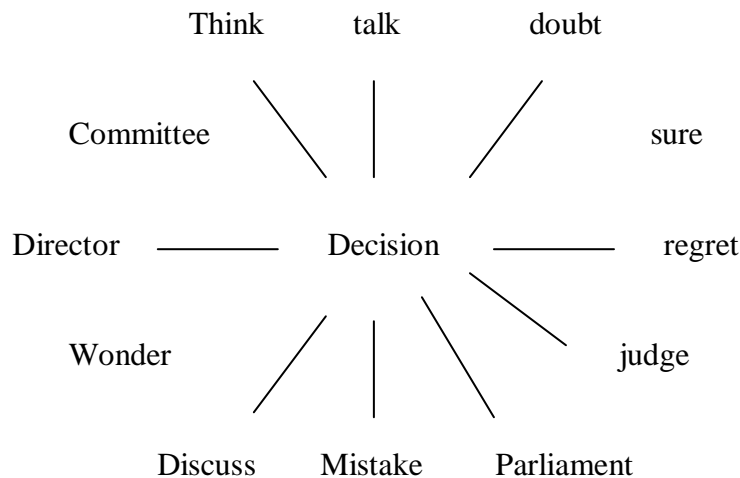 Think talk doubt
Committee sure
Director Decision regret
Wonder judge
Discuss Mistake Parliament